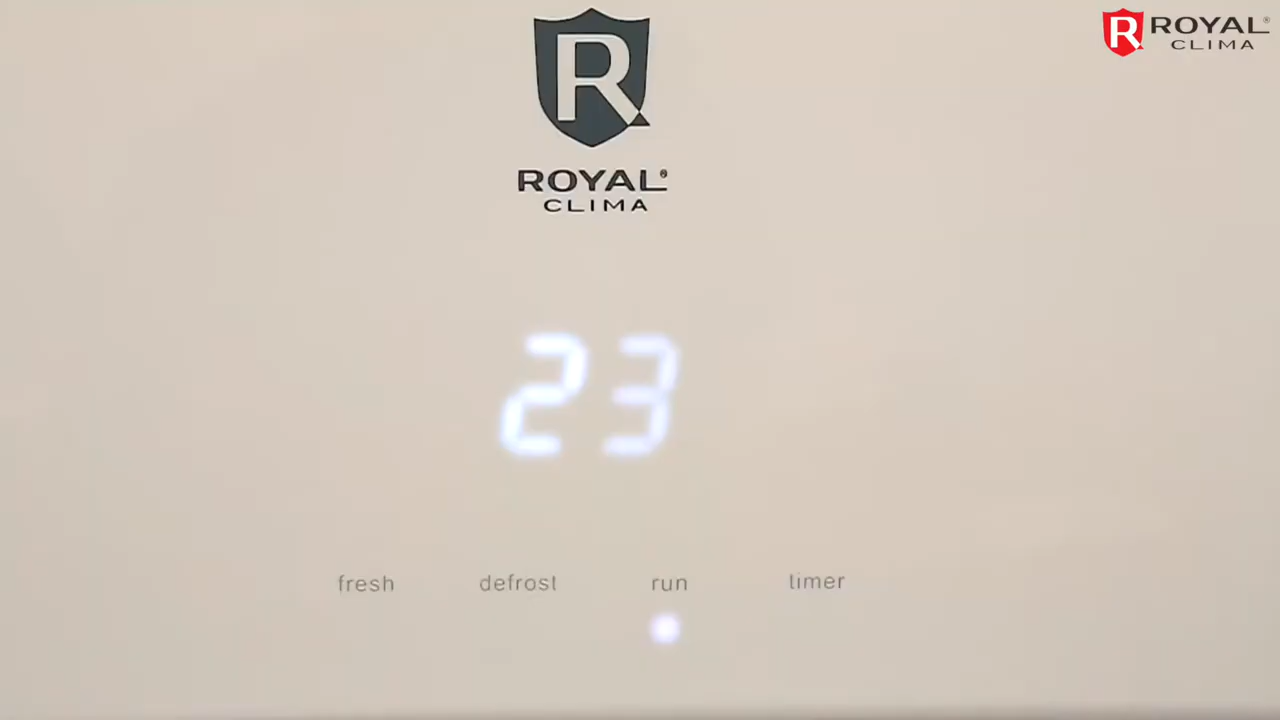 R
ROYAL®
CLIMA
R ROYAL®
CLIMA
23
fresh defrost run timer